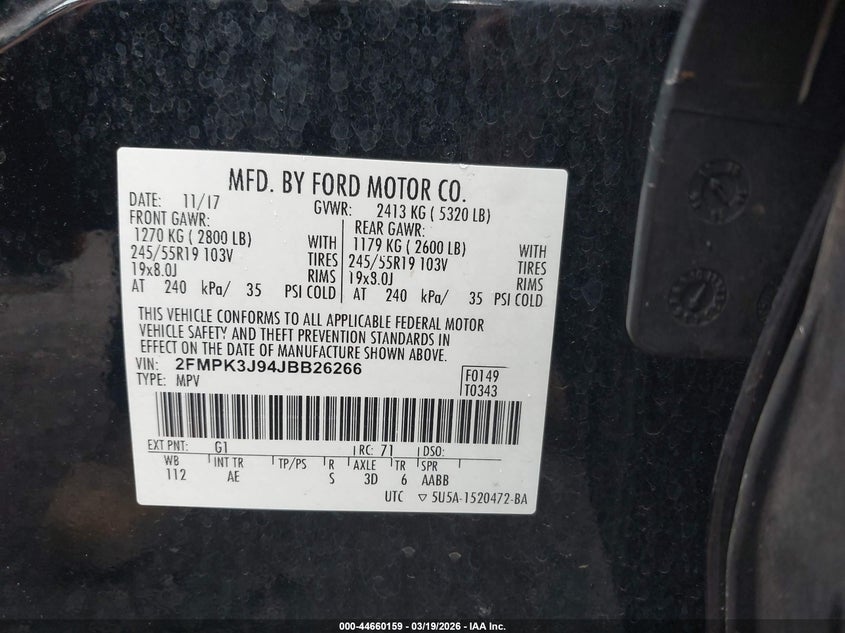 MFD. BY FORD MOTOR CO.
DATE: 11/17 GVWR: 2413 KG ( 5320 LB)
FRONT GAWR: REAR GAWR:
1270 KG ( 2800 LB) WITH 1179 KG ( 2600 LB) WITH
245/55R19 103V TIRES 245/55R19 103V TIRES
19x8.0J RIMS 19x8.0J RIMS
AT 240 kPa/ 35 PSI COLD AT 240 kPa/ 35 PSI COLD
THIS VEHICLE CONFORMS TO ALL APPLICABLE FEDERAL MOTOR
VEHICLE SAFETY AND THEFT PREVENTION STANDARDS IN
EFFECT ON THE DATE OF MANUFACTURE SHOWN ABOVE.
VIN: 2FMPK3J94JBB26266 F0149
TYPE: MPV T0343
EXT PNT: G1 RC: 71 DSO:
WB INT TR TP/PS R AXLE TR SPR
112 AE S 3D 6 AABB
UTC ▽ 5U5A-1520472-BA
000-44660159 - 03/19/2026 - IAA Inc.